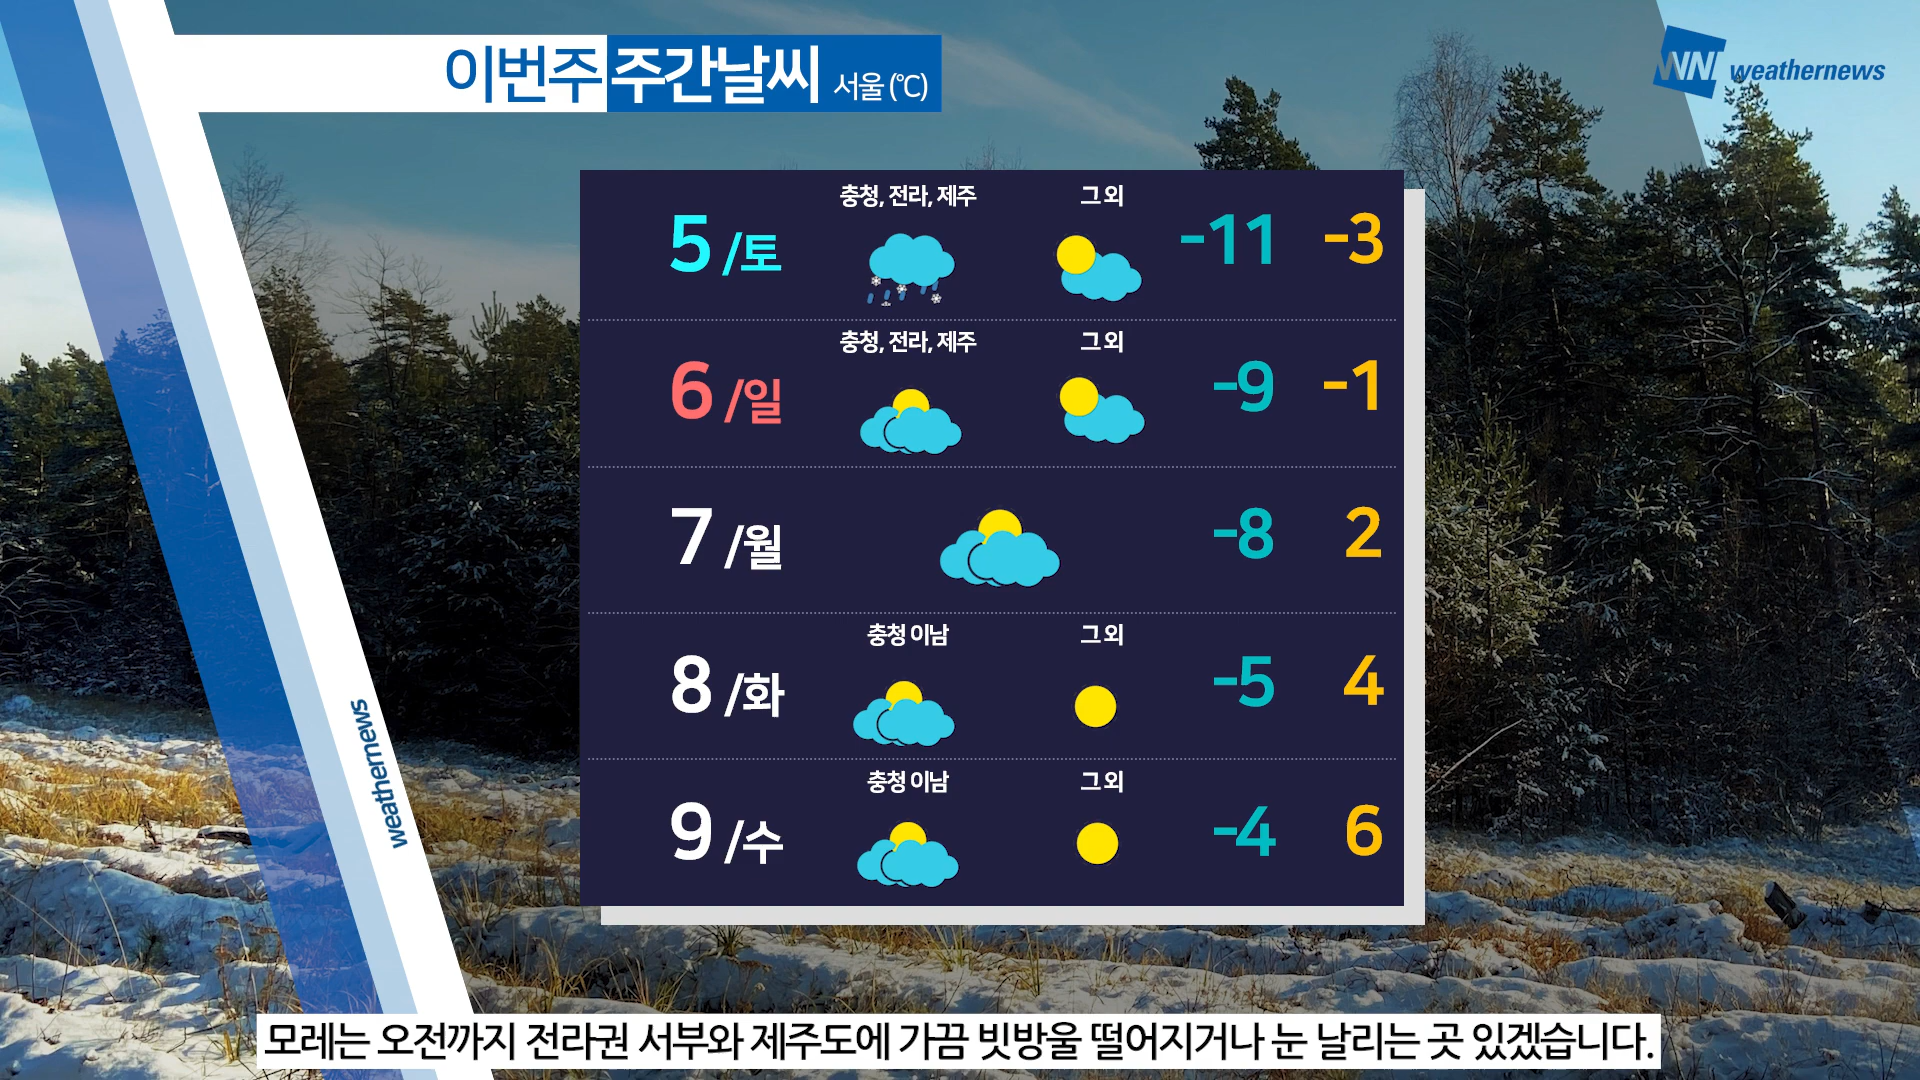 이번주 주간날씨 서울 (℃)
WNI weathernews
충청, 전라, 제주 그 외
5 /토 -11 -3
충청, 전라, 제주 그 외
6 /일 -9 -1
7 /월 -8 2
충청 이남 그 외
8 /화 -5 4
충청 이남 그 외
9 /수 -4 6
weathernews
모레는 오전까지 전라권 서부와 제주도에 가끔 빗방울 떨어지거나 눈 날리는 곳 있겠습니다.